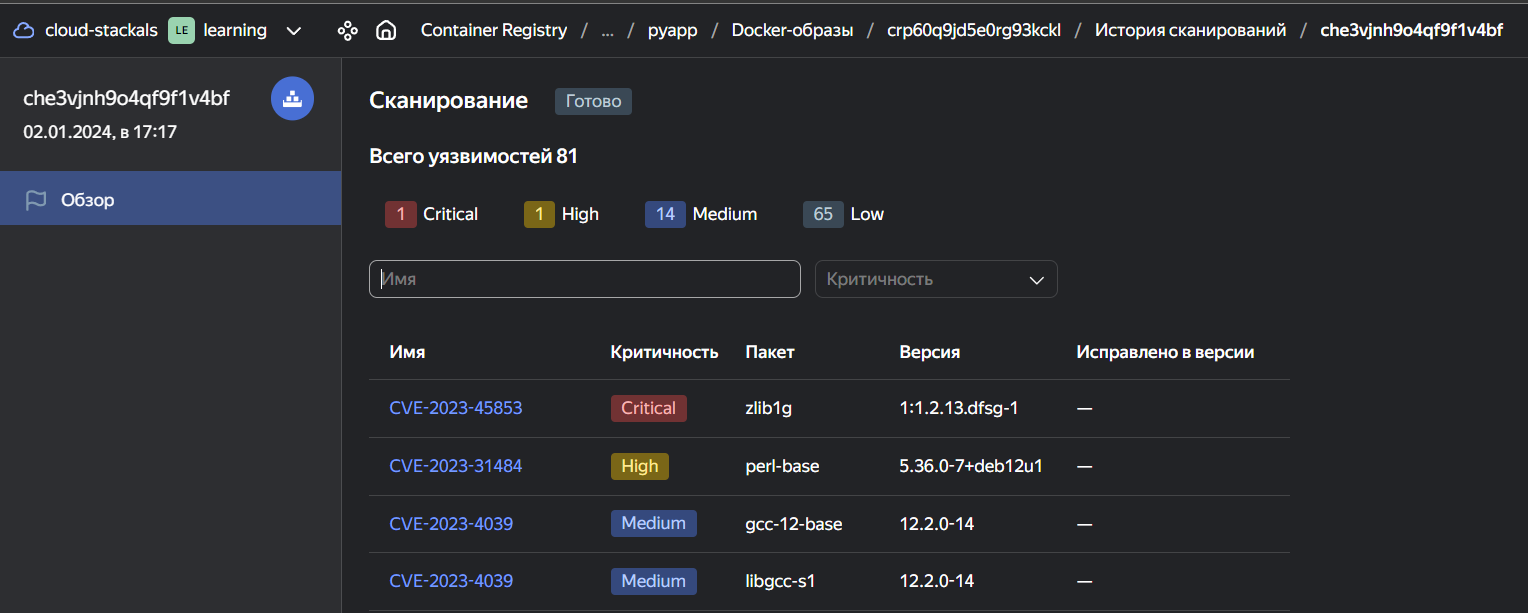 cloud-stackals LE learning Container Registry / ... / pyapp / Docker-образы / crp60q9jd5e0rg93kckl / История сканирований / che3vjnh9o4qf9f1v4bf
che3vjnh9o4qf9f1v4bf
02.01.2024, в 17:17
Обзор
Сканирование Готово
Всего уязвимостей 81
1 Critical 1 High 14 Medium 65 Low
Имя Критичность
Имя Критичность Пакет Версия Исправлено в версии
CVE-2023-45853 Critical zlib1g 1:1.2.13.dfsg-1 —
CVE-2023-31484 High perl-base 5.36.0-7+deb12u1 —
CVE-2023-4039 Medium gcc-12-base 12.2.0-14 —
CVE-2023-4039 Medium libgcc-s1 12.2.0-14 —